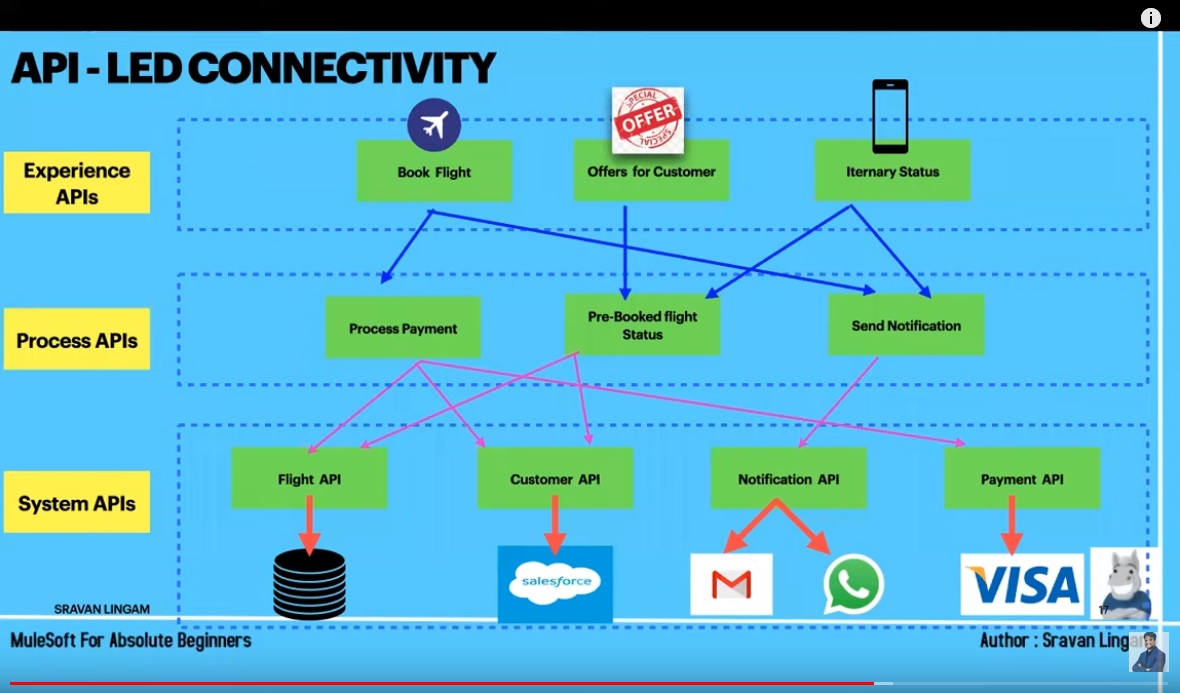 API - LED CONNECTIVITY
SPECIAL
OFFER
SPECIAL
Experience
APIs
Book Flight
Offers for Customer
Iternary Status
Process APIs
Process Payment
Pre-Booked flight
Status
Send Notification
System APIs
Flight API
Customer API
Notification API
Payment API
salesforce
VISA
SRAVAN LINGAM
17
MuleSoft For Absolute Beginners
Author : Sravan Lingam